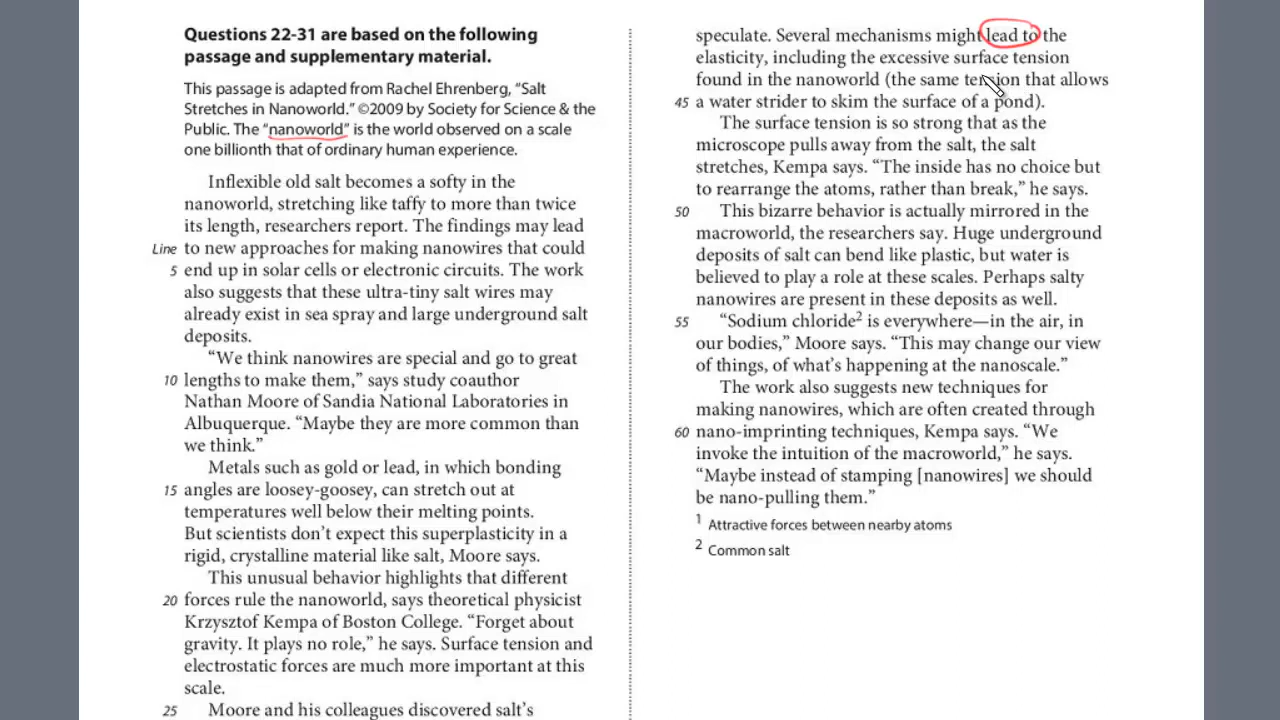 Questions 22-31 are based on the following
passage and supplementary material.
This passage is adapted from Rachel Ehrenberg, “Salt
Stretches in Nanoworld.” ©2009 by Society for Science & the
Public. The “nanoworld” is the world observed on a scale
one billionth that of ordinary human experience.
Inflexible old salt becomes a softy in the
nanoworld, stretching like taffy to more than twice
its length, researchers report. The findings may lead
Line to new approaches for making nanowires that could
5 end up in solar cells or electronic circuits. The work
also suggests that these ultra-tiny salt wires may
already exist in sea spray and large underground salt
deposits.
“We think nanowires are special and go to great
10 lengths to make them,” says study coauthor
Nathan Moore of Sandia National Laboratories in
Albuquerque. “Maybe they are more common than
we think.”
Metals such as gold or lead, in which bonding
15 angles are loosey-goosey, can stretch out at
temperatures well below their melting points.
But scientists don’t expect this superplasticity in a
rigid, crystalline material like salt, Moore says.
This unusual behavior highlights that different
20 forces rule the nanoworld, says theoretical physicist
Krzysztof Kempa of Boston College. “Forget about
gravity. It plays no role,” he says. Surface tension and
electrostatic forces are much more important at this
scale.
25 Moore and his colleagues discovered salt’s
speculate. Several mechanisms might lead to the
elasticity, including the excessive surface tension
found in the nanoworld (the same tension that allows
45 a water strider to skim the surface of a pond).
The surface tension is so strong that as the
microscope pulls away from the salt, the salt
stretches, Kempa says. “The inside has no choice but
to rearrange the atoms, rather than break,” he says.
50 This bizarre behavior is actually mirrored in the
macroworld, the researchers say. Huge underground
deposits of salt can bend like plastic, but water is
believed to play a role at these scales. Perhaps salty
nanowires are present in these deposits as well.
55 “Sodium chloride² is everywhere—in the air, in
our bodies,” Moore says. “This may change our view
of things, of what’s happening at the nanoscale.”
The work also suggests new techniques for
making nanowires, which are often created through
60 nano-imprinting techniques, Kempa says. “We
invoke the intuition of the macroworld,” he says.
“Maybe instead of stamping [nanowires] we should
be nano-pulling them.”
¹ Attractive forces between nearby atoms
² Common salt